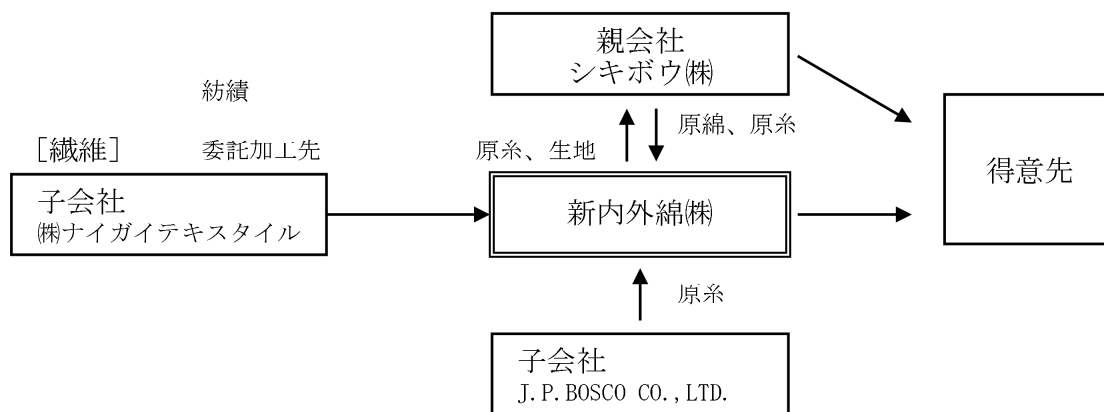 親会社
シキボウ㈱
紡績
原綿、原糸
［繊維］
委託加工先
原糸、生地
得意先
子会社
㈱ナイガイテキスタイル
新内外綿㈱
原糸
子会社
J.P.BOSCO CO.,LTD.